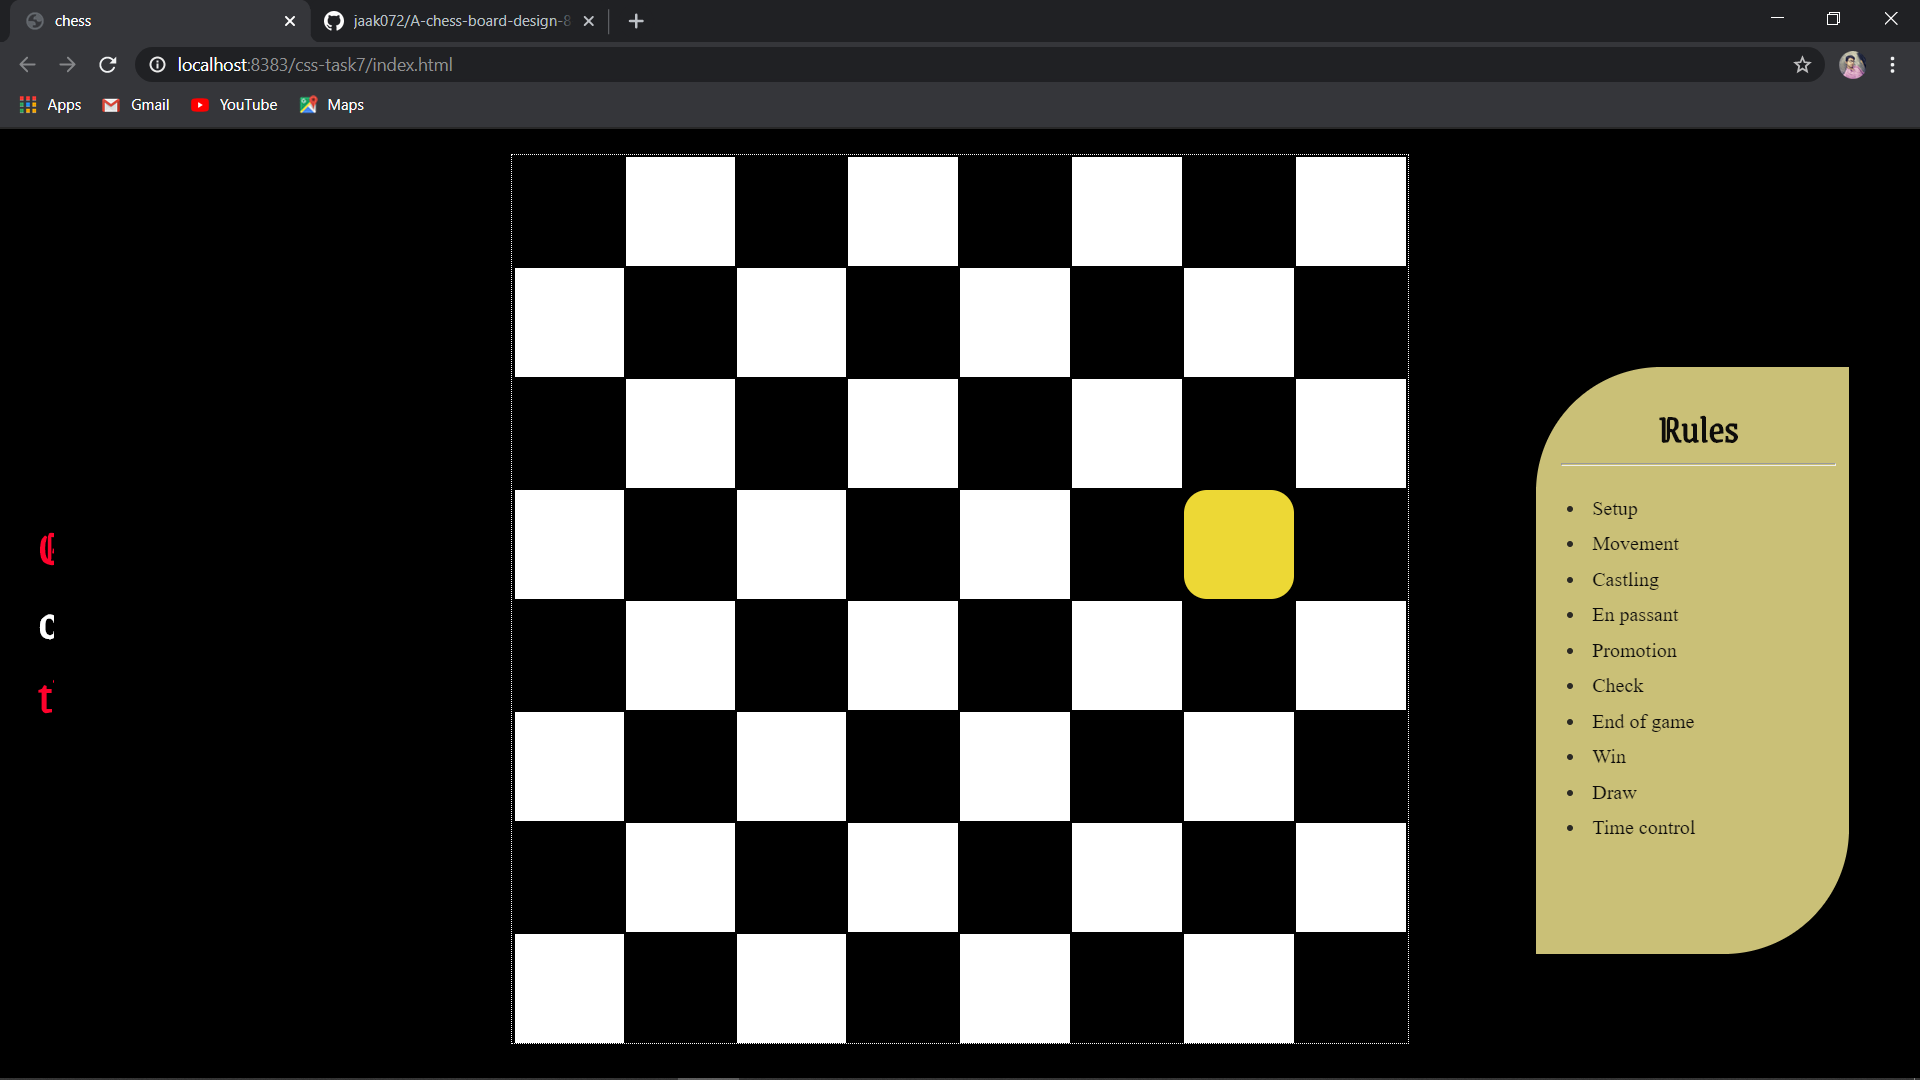 chess
jaak072/A-chess-board-design-8
localhost:8383/css-task7/index.html
Apps
Gmail
YouTube
Maps
Rules
Setup
Movement
Castling
En passant
Promotion
Check
End of game
Win
Draw
Time control